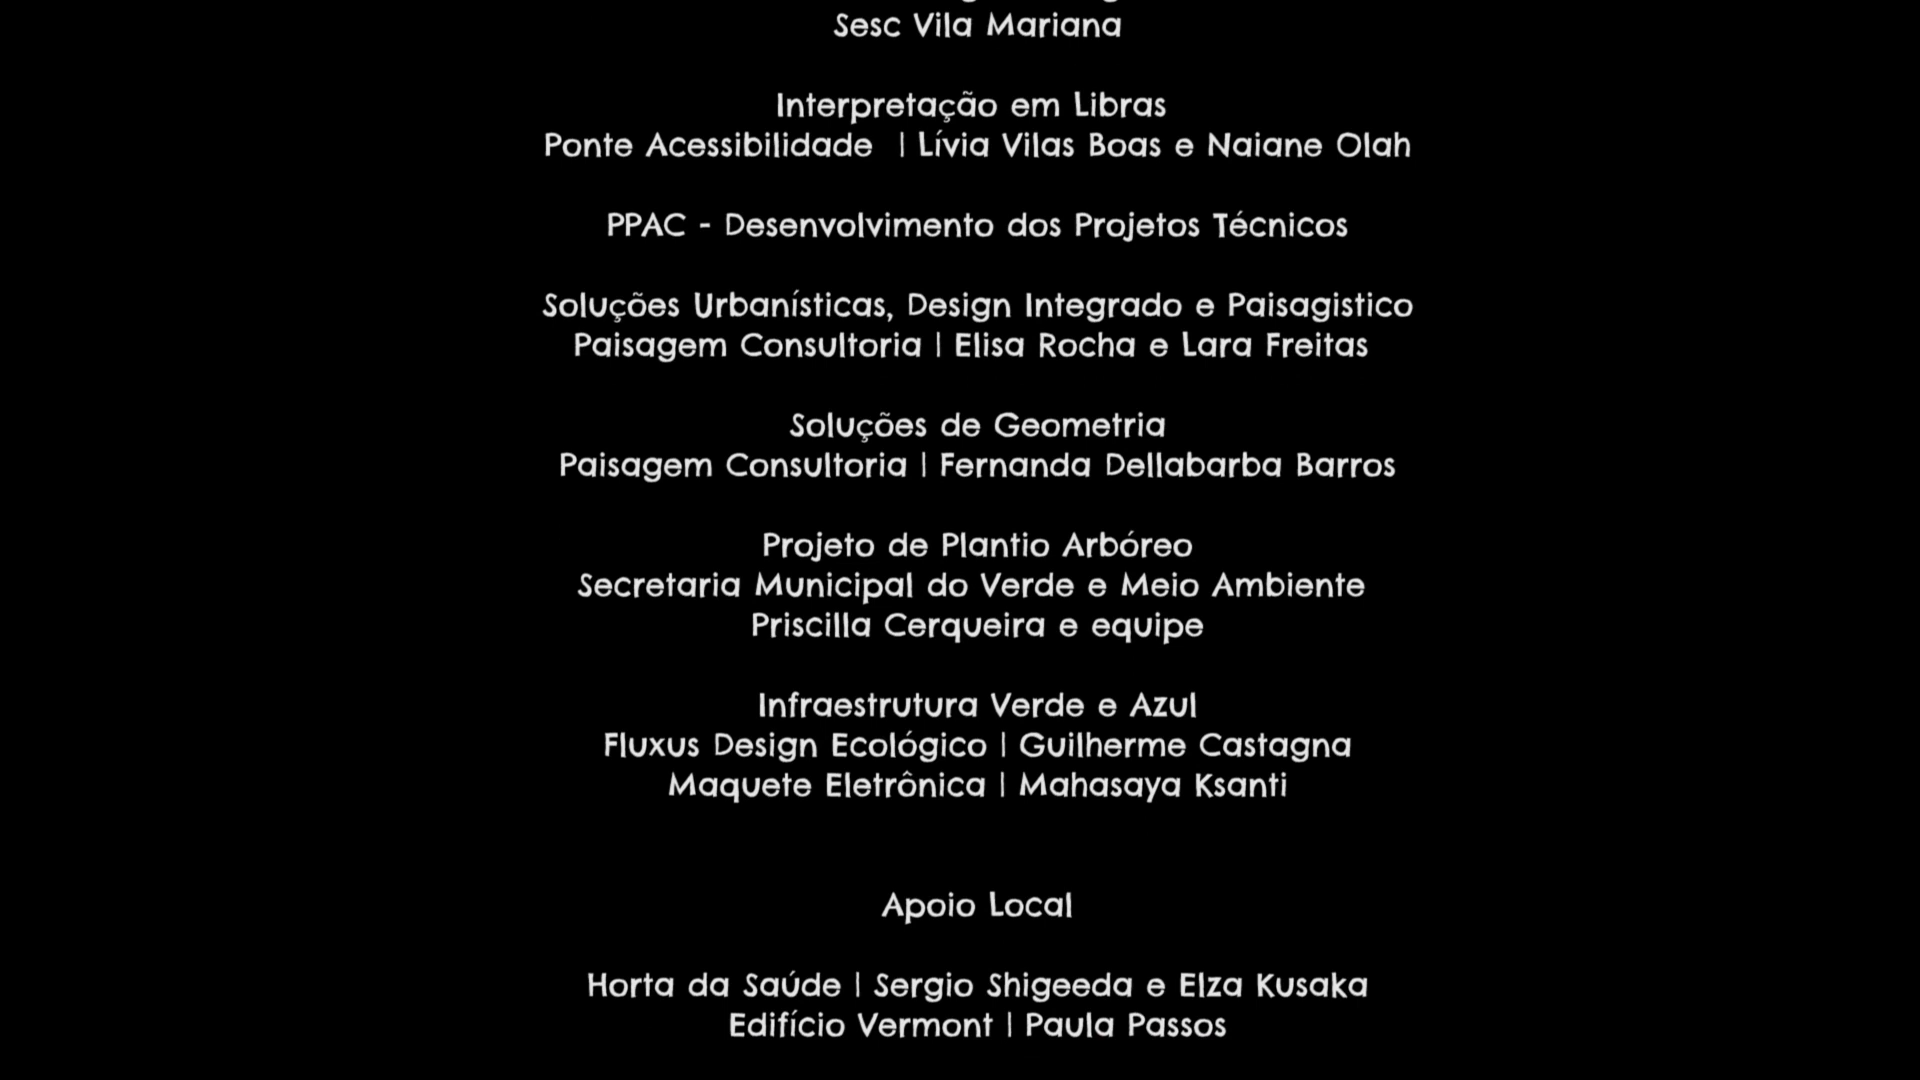 Sesc Vila Mariana
Interpretação em Libras
Ponte Acessibilidade | Lívia Vilas Boas e Naiane Olah
PPAC - Desenvolvimento dos Projetos Técnicos
Soluções Urbanísticas, Design Integrado e Paisagistico
Paisagem Consultoria | Elisa Rocha e Lara Freitas
Soluções de Geometria
Paisagem Consultoria | Fernanda Dellabarba Barros
Projeto de Plantio Arbóreo
Secretaria Municipal do Verde e Meio Ambiente
Priscilla Cerqueira e equipe
Infraestrutura Verde e Azul
Fluxus Design Ecológico | Guilherme Castagna
Maquete Eletrônica | Mahasaya Ksanti
Apoio Local
Horta da Saúde | Sergio Shigeeda e Elza Kusaka
Edifício Vermont | Paula Passos